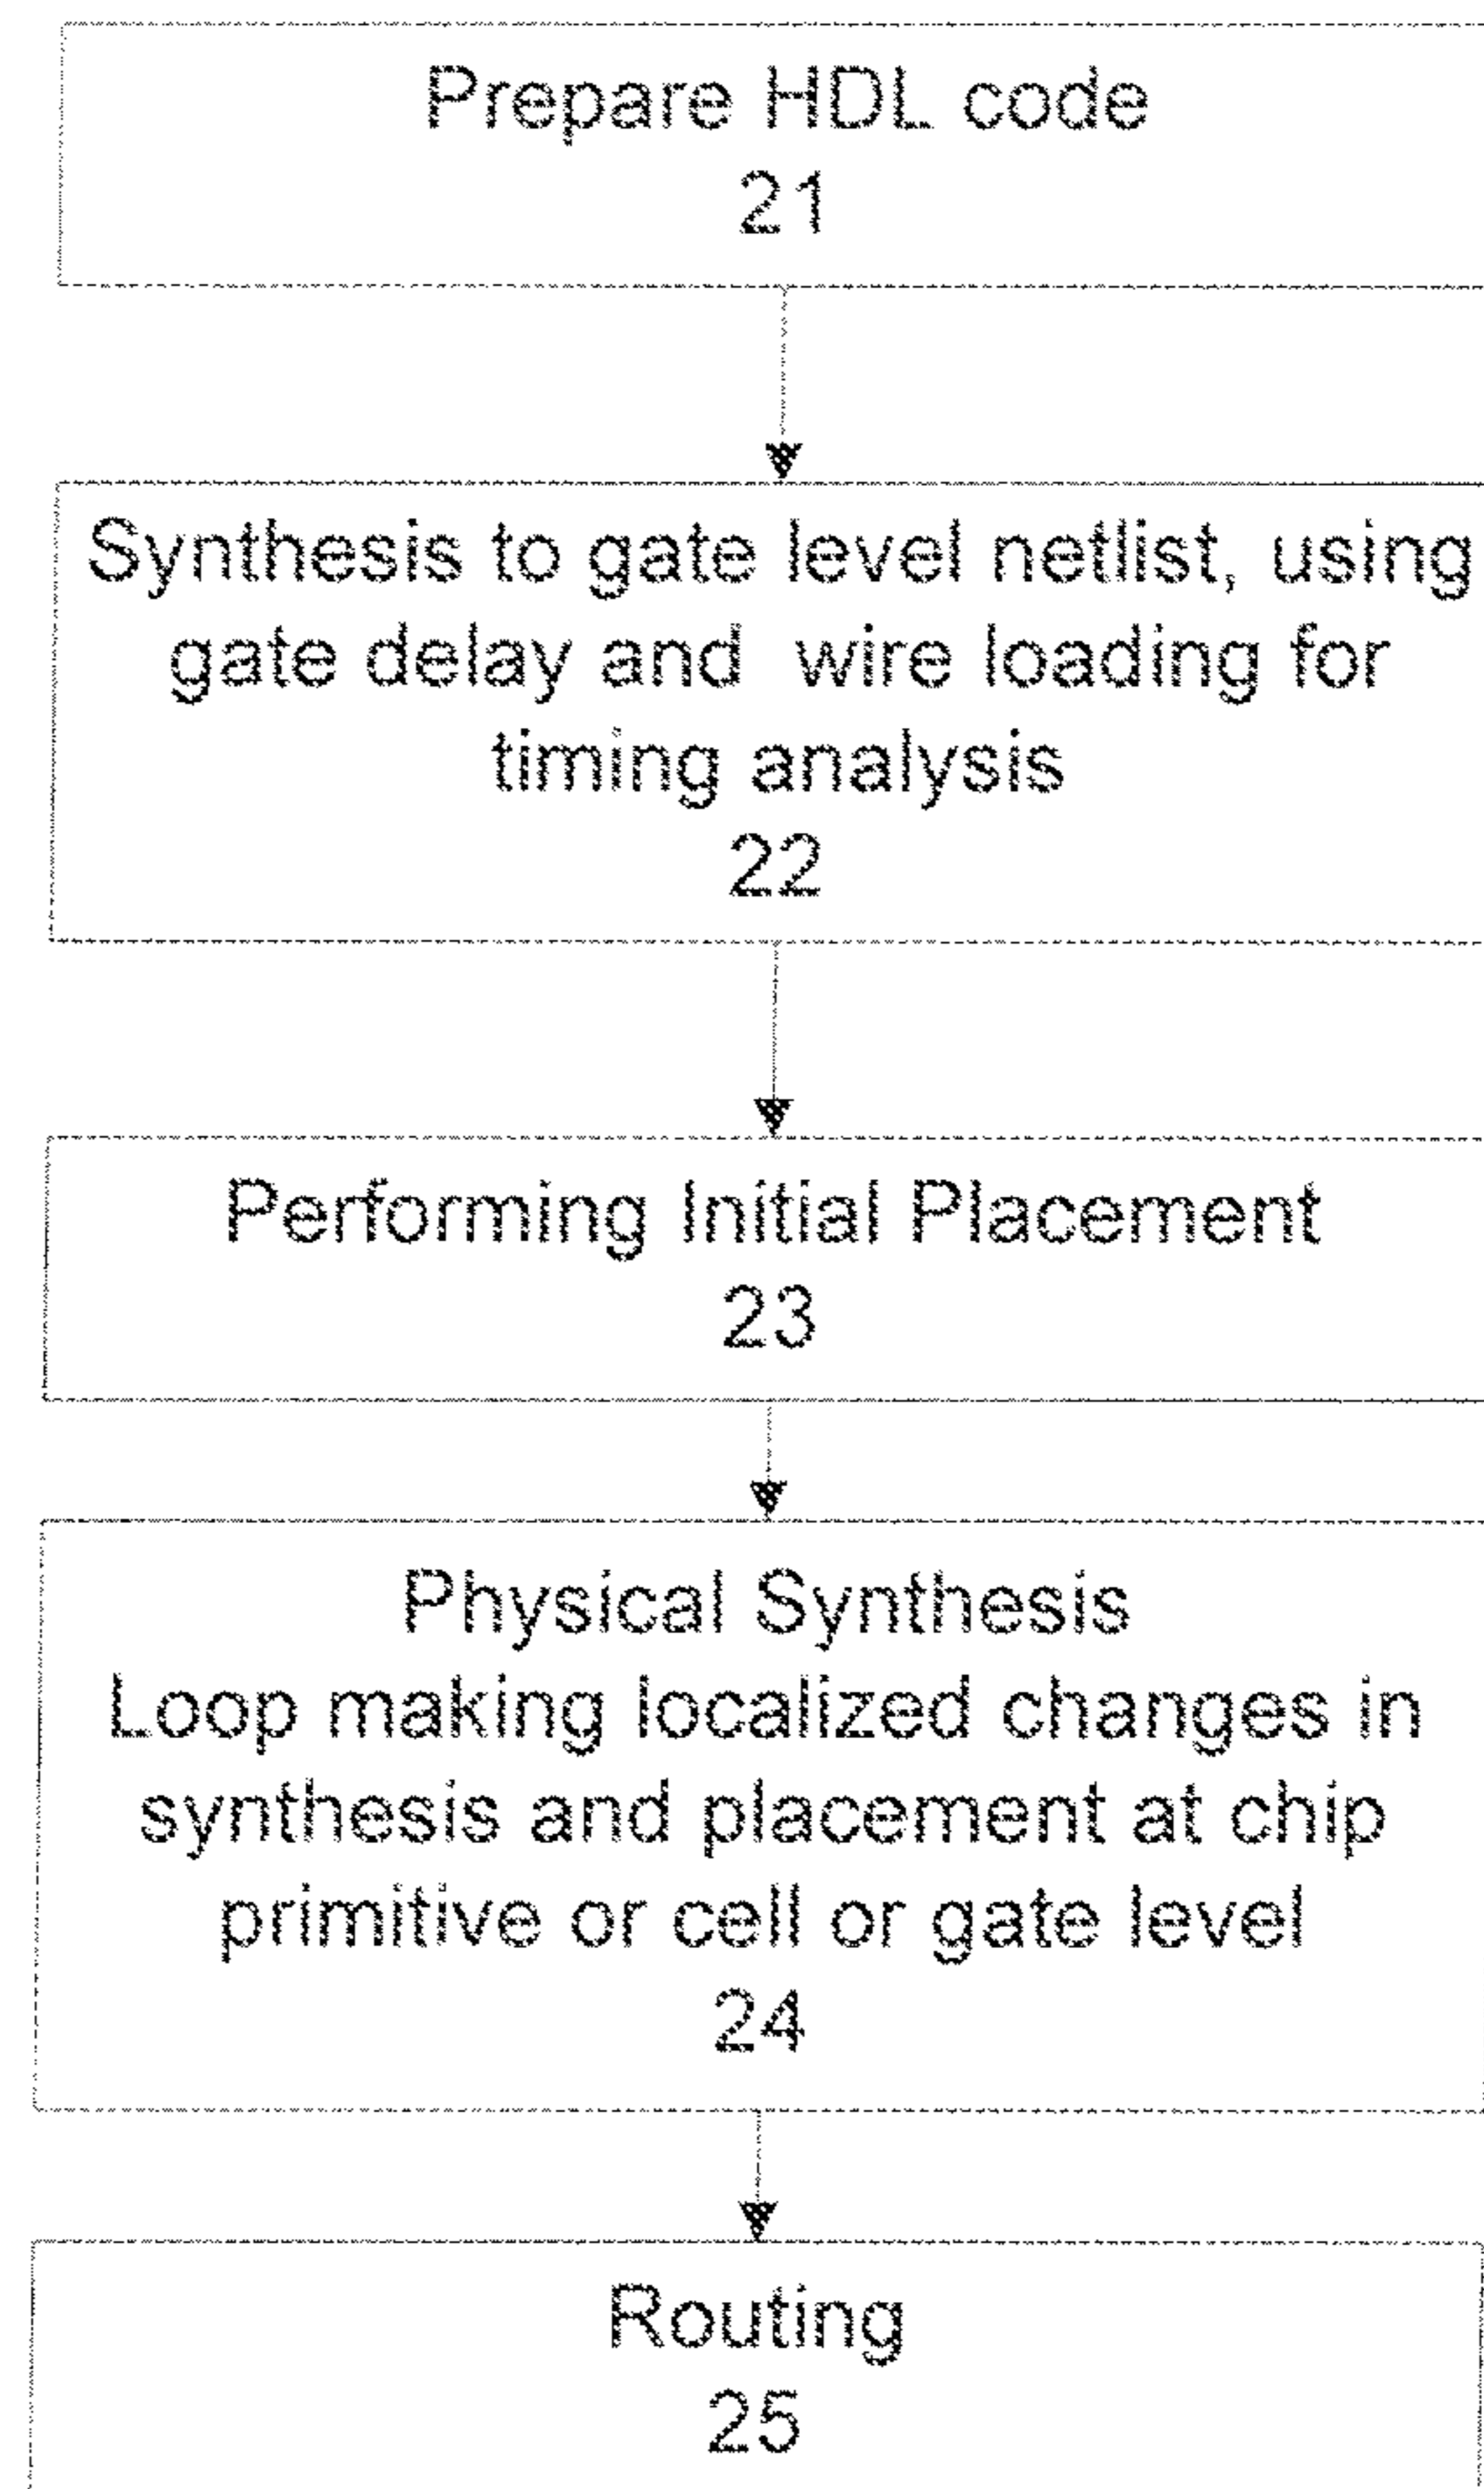 Prepare HDL code
21
Synthesis to gate level netlist, using
gate delay and wire loading for
timing analysis
22
Performing Initial Placement
23
Physical Synthesis
Loop making localized changes in
synthesis and placement at chip
primitive or cell or gate level
24
Routing
25